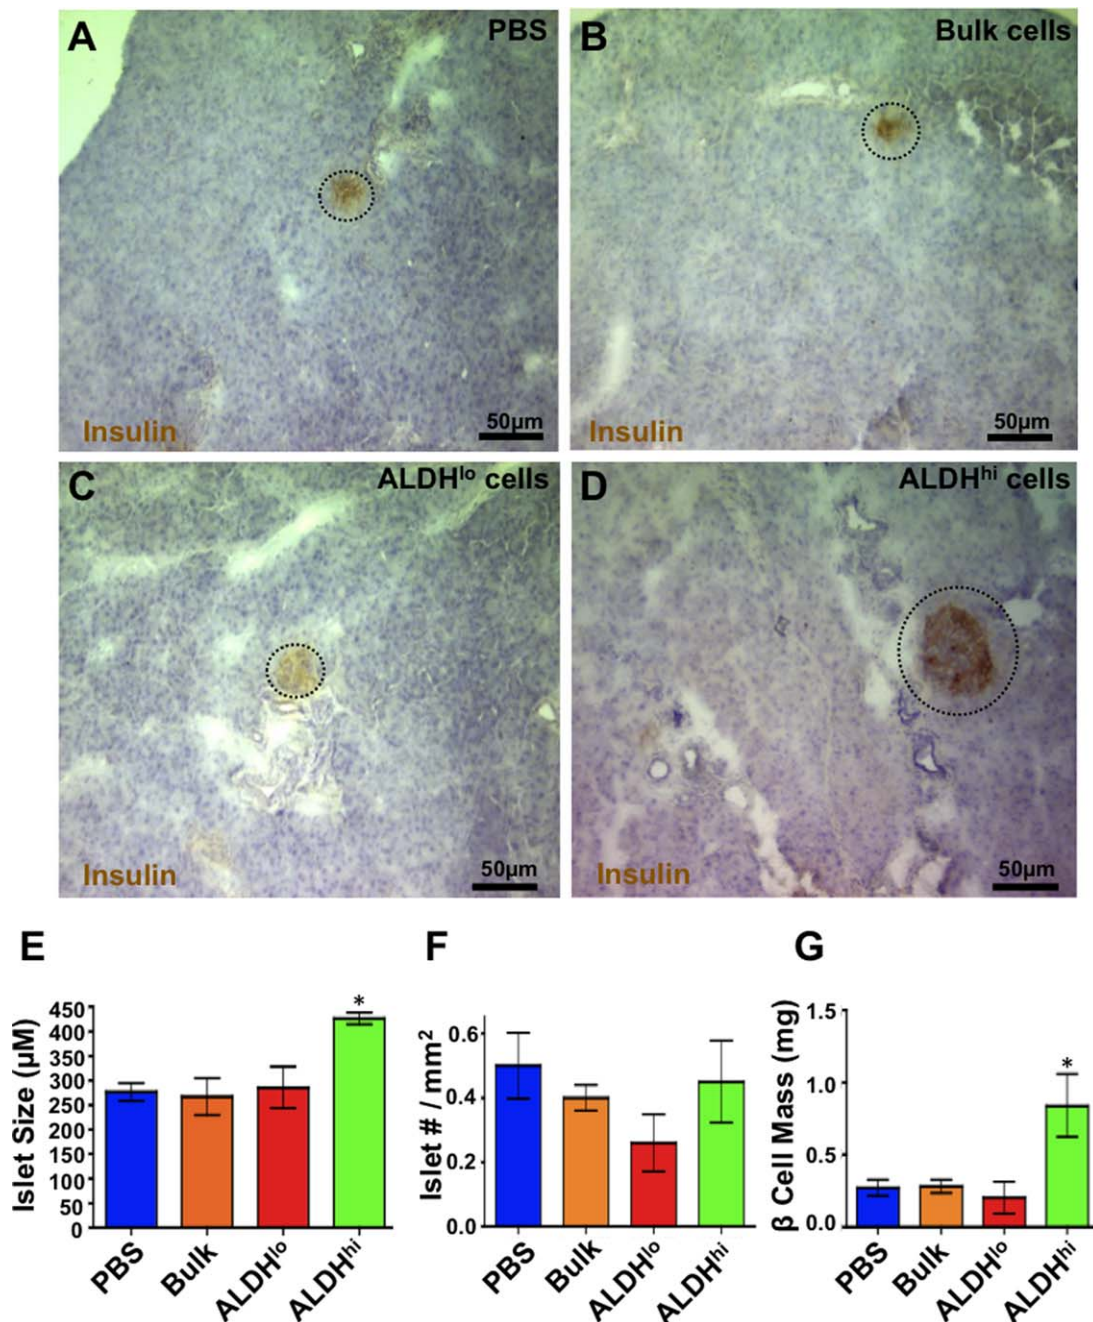 A
PBS
B
Bulk cells
Insulin
50μm
Insulin
50μm
C
ALDHˡᵒ cells
D
ALDHʰⁱ cells
Insulin
50μm
Insulin
50μm
E
F
G
Islet Size (μM)
450
400
350
300
250
200
150
100
50
0
*
PBS
Bulk
ALDHˡᵒ
ALDHʰⁱ
Islet # / mm²
0.6
0.4
0.2
0.0
PBS
Bulk
ALDHˡᵒ
ALDHʰⁱ
β Cell Mass (mg)
1.5
1.0
0.5
0.0
*
PBS
Bulk
ALDHˡᵒ
ALDHʰⁱ